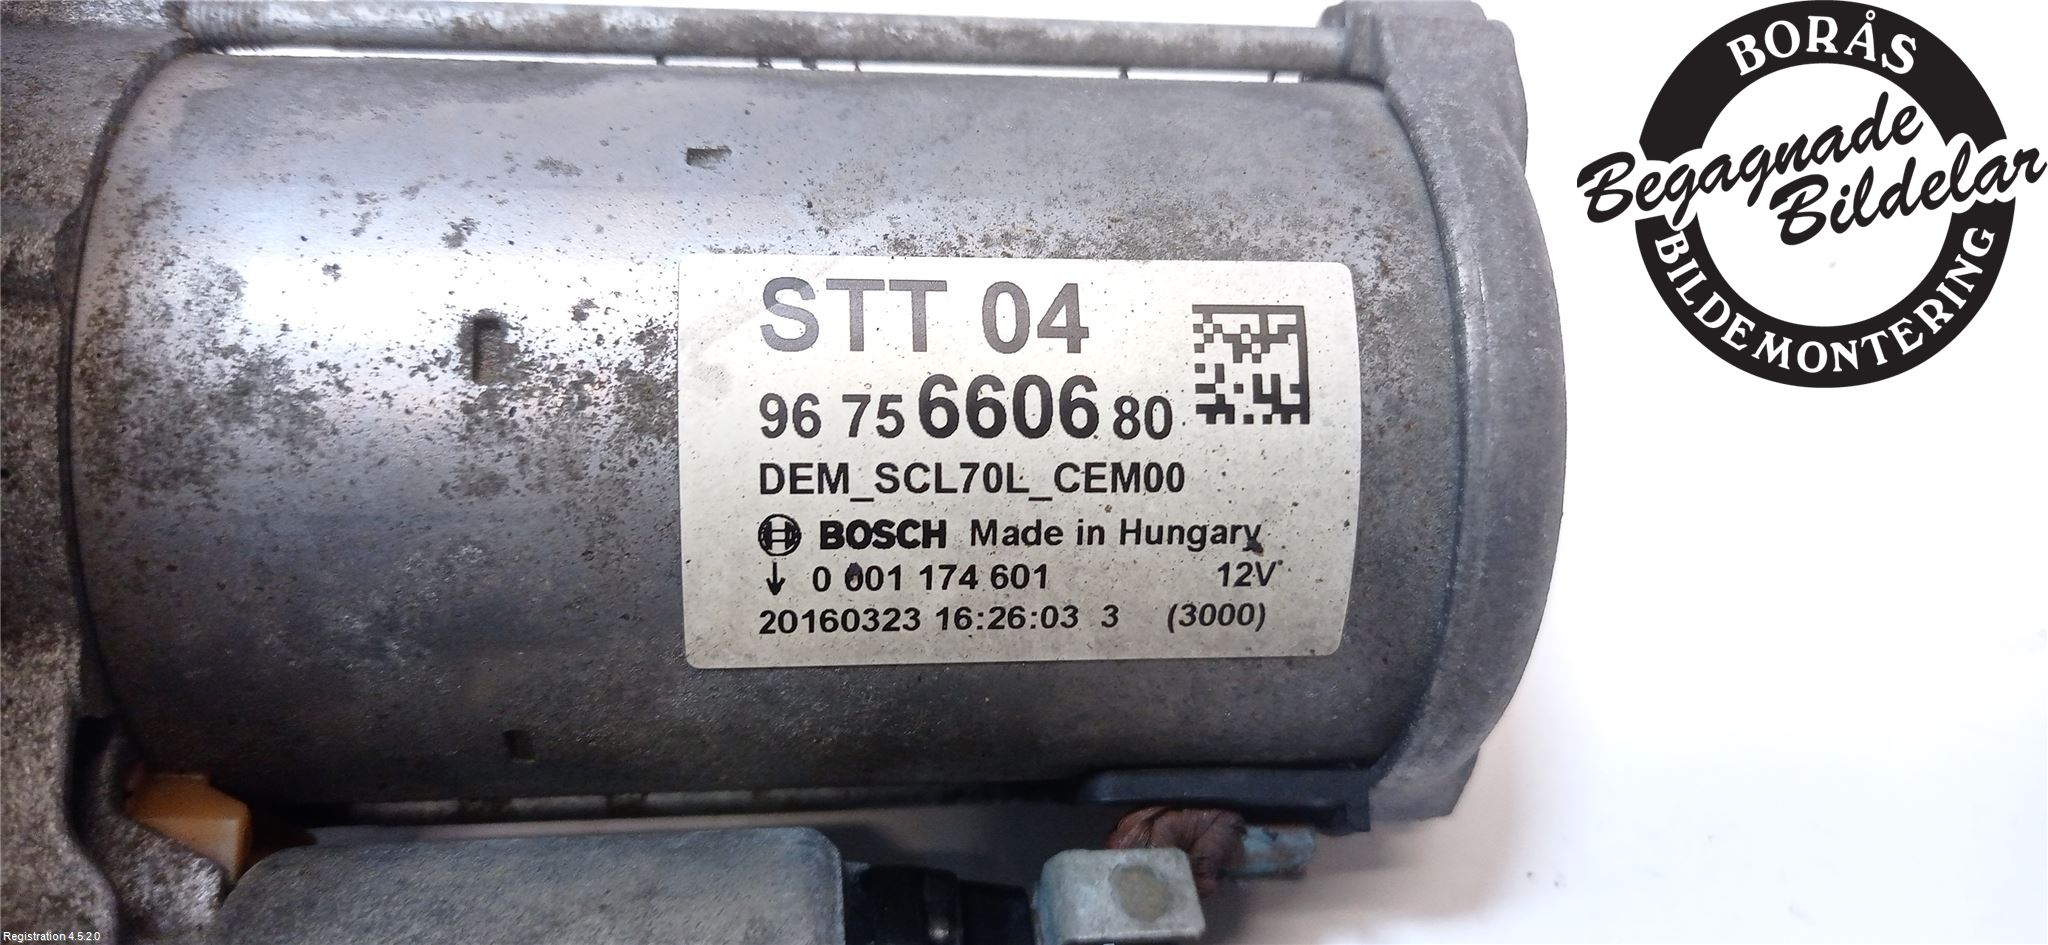 STT 04
96 75 6606 80
DEM_SCL70L_CEM00
BOSCH Made in Hungary
0 001 174 601 12V
20160323 16:26:03 3 (3000)
BORÅS
Begagnade
Bildelar
BILDEMONTERING
Registration 4.5.2.0